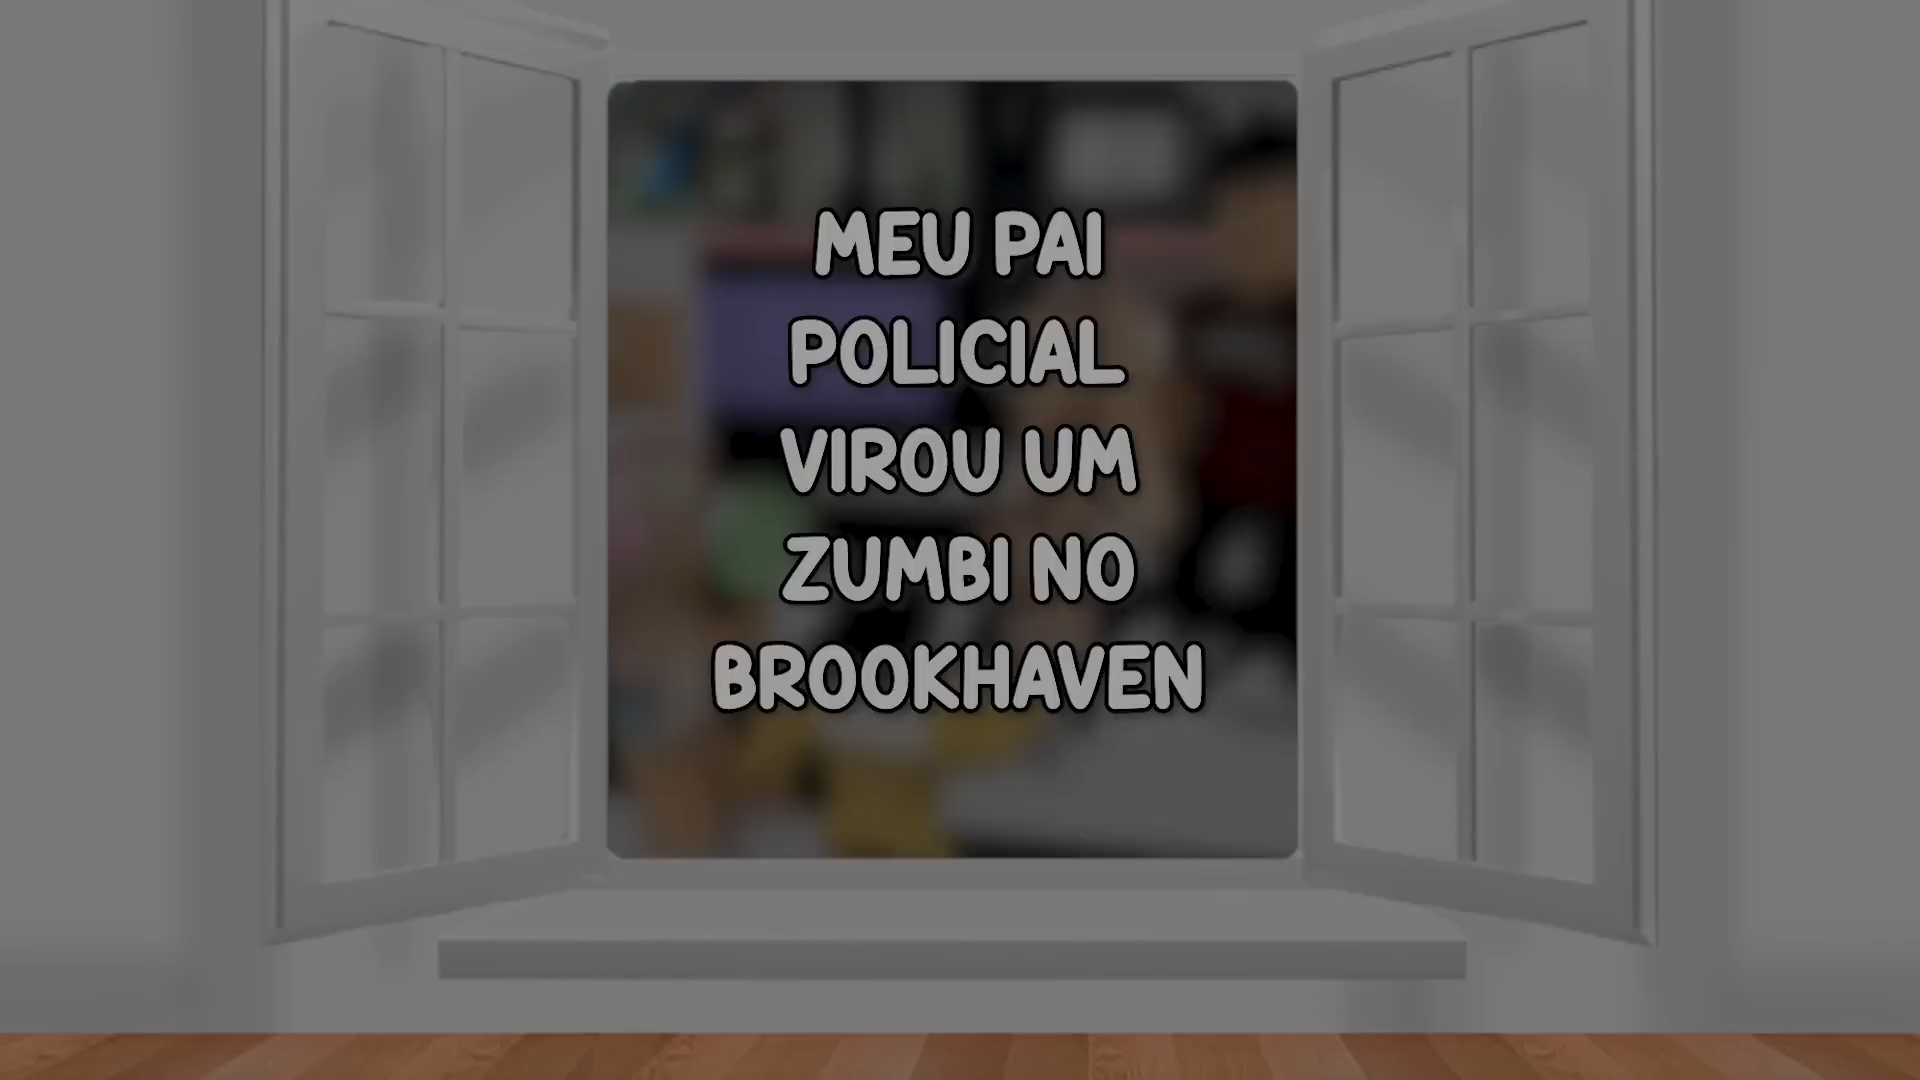 MEU PAI
POLICIAL
VIROU UM
ZUMBI NO
BROOKHAVEN